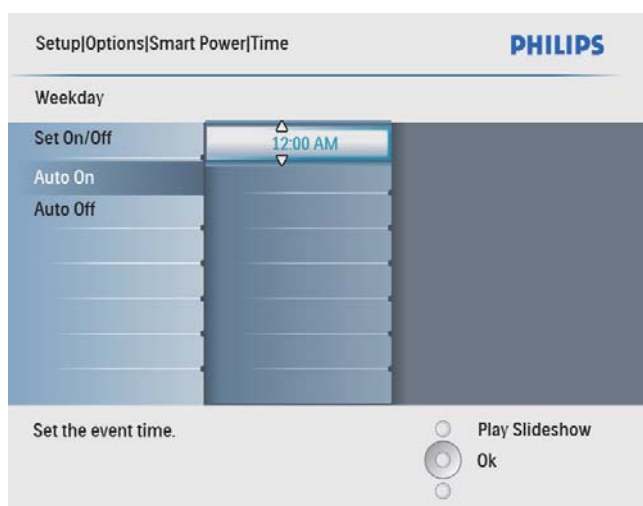 Setup|Options|Smart Power|Time
PHILIPS
Weekday
Set On/Off
12:00 AM
Auto On
Auto Off
Set the event time.
Play Slideshow
Ok